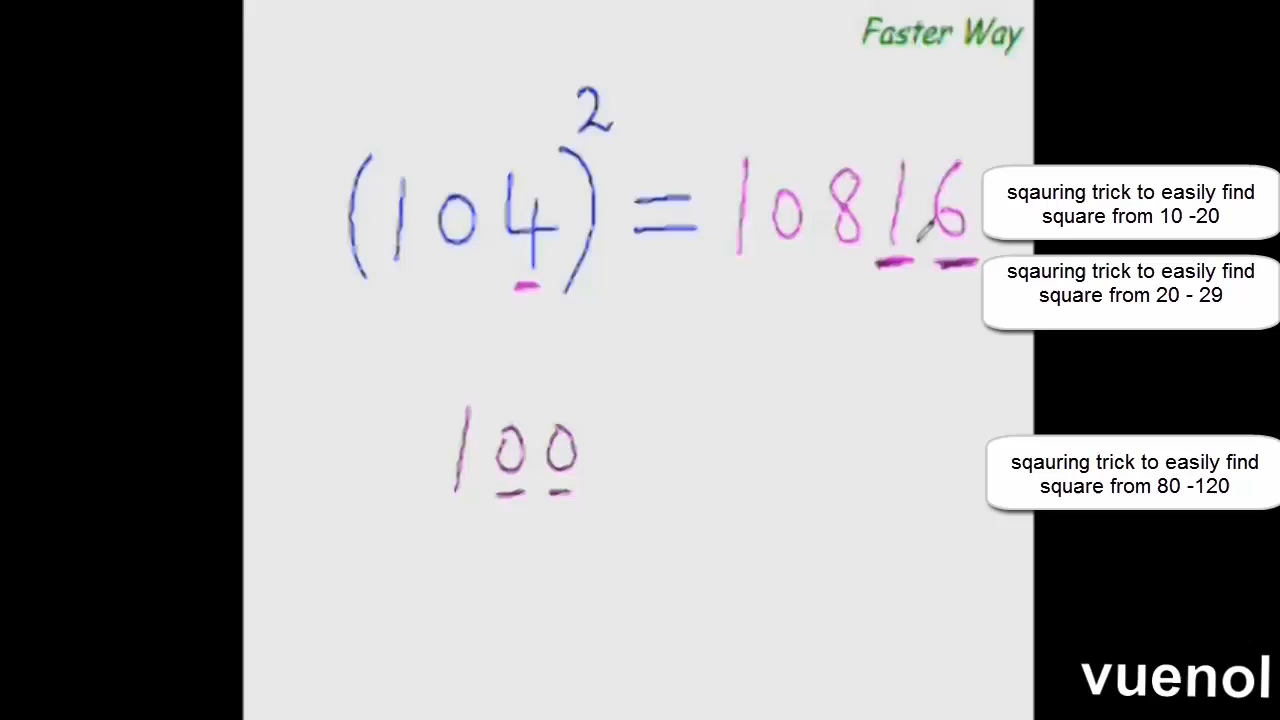 Faster Way
(104)² = 10816
sqauring trick to easily find
square from 10 -20
sqauring trick to easily find
square from 20 - 29
100
sqauring trick to easily find
square from 80 -120
vuenol